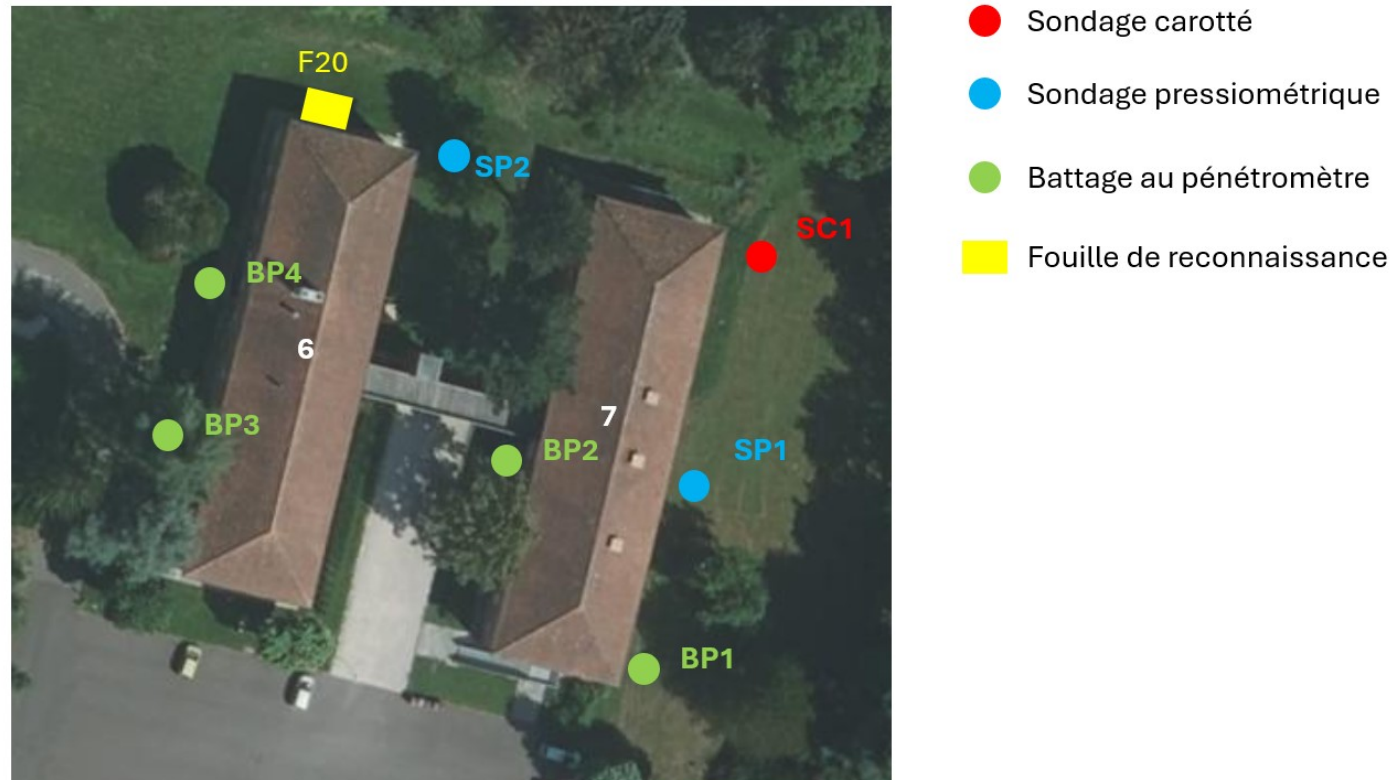 F20
SP2
SC1
BP4
6
7
BP3
BP2
SP1
BP1
Sondage carotté
Sondage pressiométrique
Battage au pénétromètre
Fouille de reconnaissance